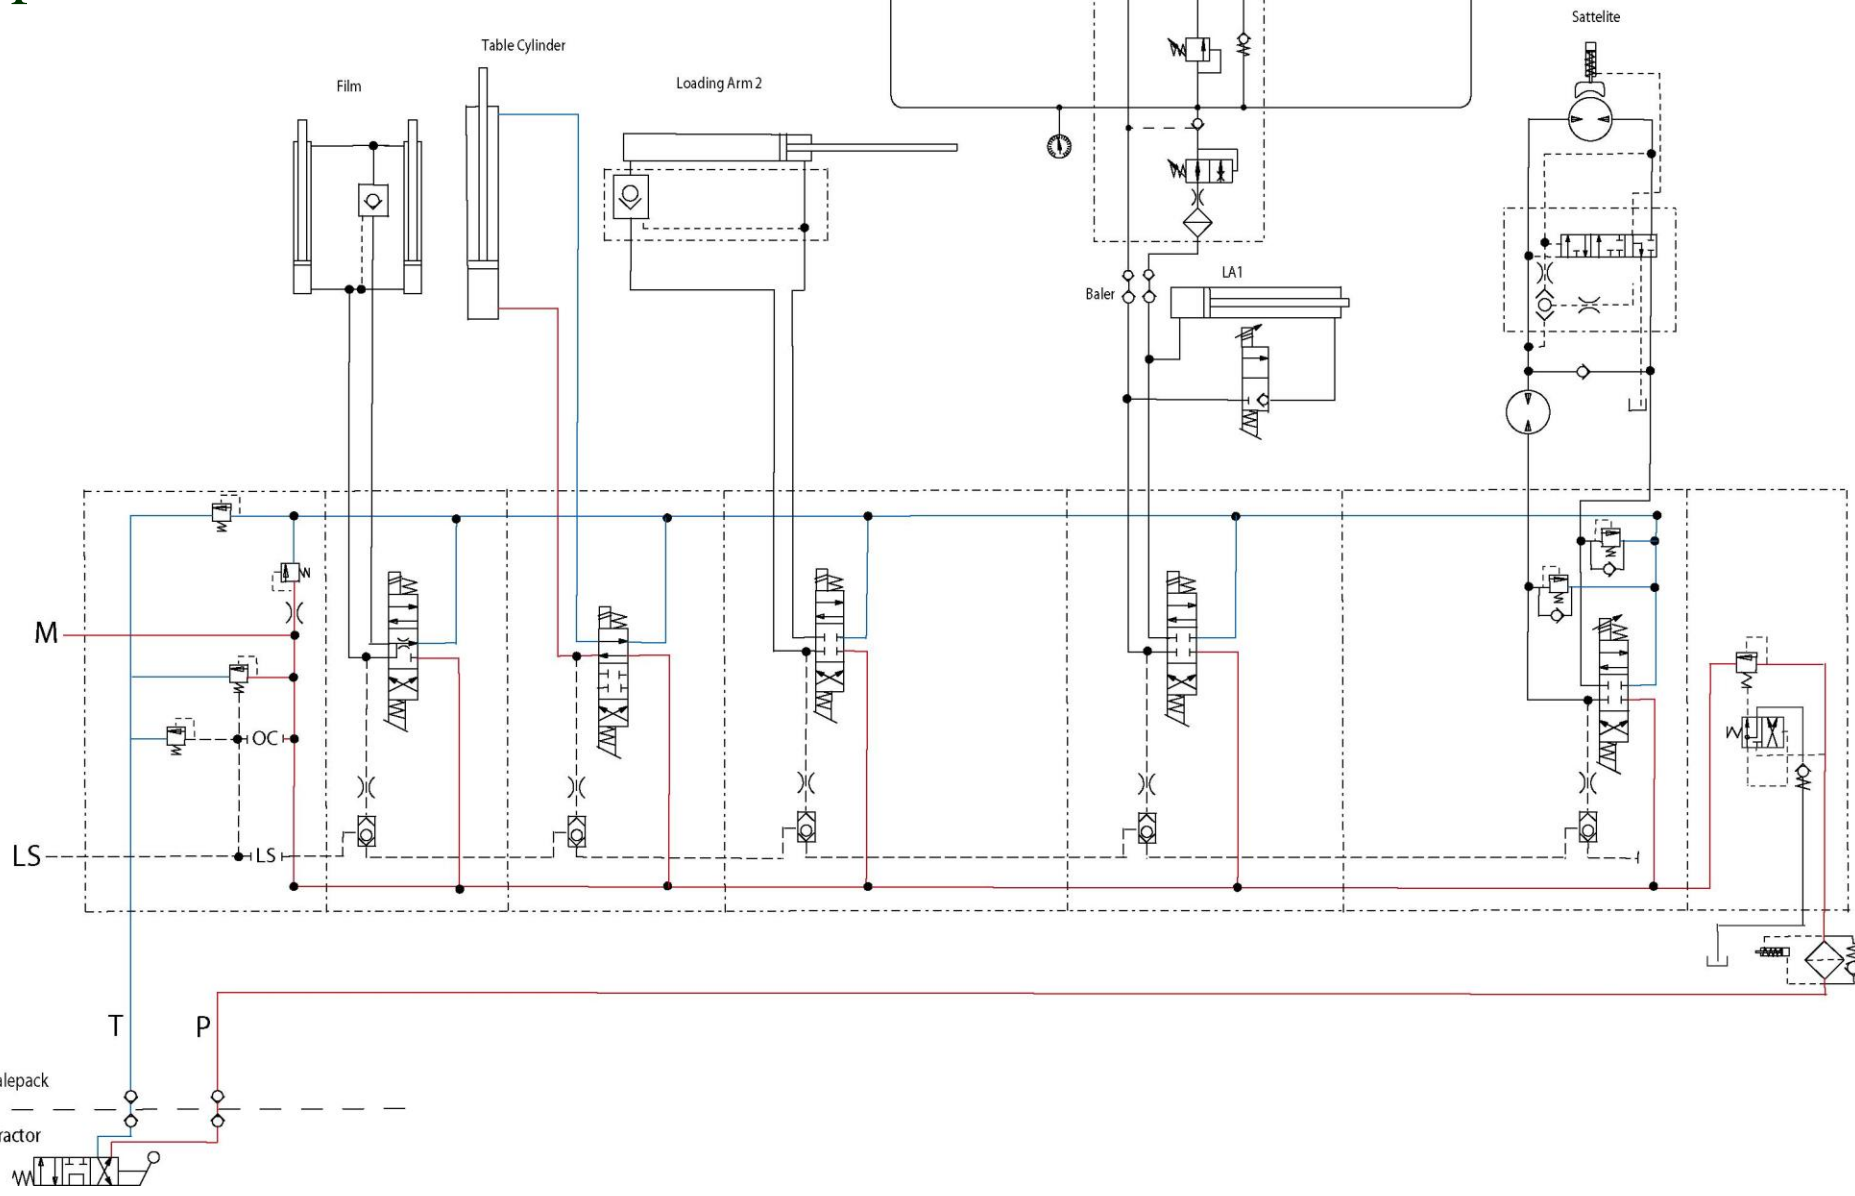 Sattelite
Table Cylinder
Film
Loading Arm 2
LA1
Baler
M
OC
LS
LS
T
P
alepack
ractor